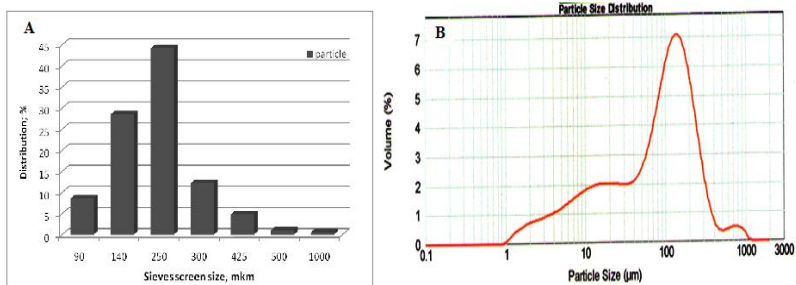 A
particle
Distribution; %
45
40
35
30
25
20
15
10
5
0
90 140 250 300 425 500 1000
Sieves screen size, mkm
Particle Size Distribution
B
Volume (%)
7
6
5
4
3
2
1
0
0.1 1 10 100 1000 3000
Particle Size (µm)